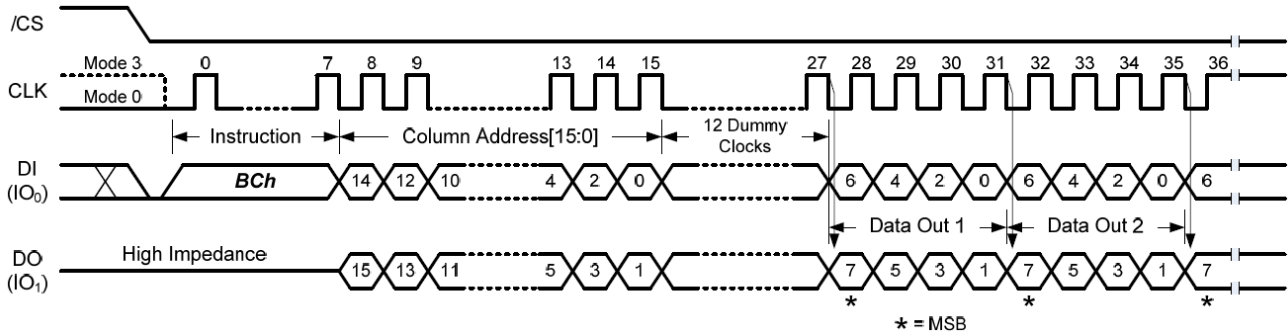 /CS
Mode 3 0 7 8 9 13 14 15 27 28 29 30 31 32 33 34 35 36
CLK
Mode 0
Instruction Column Address[15:0] 12 Dummy Clocks
DI
(IO₀)
BCh 14 12 10 4 2 0 6 4 2 0 6 4 2 0 6
Data Out 1 Data Out 2
DO
(IO₁)
High Impedance 15 13 11 5 3 1 7 5 3 1 7 5 3 1 7
* * *
* = MSB